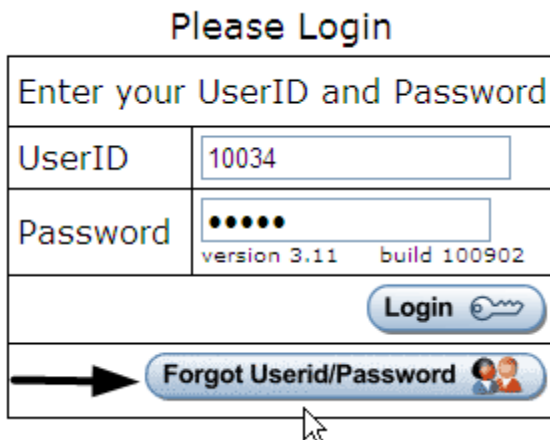 Please Login
Enter your UserID and Password
UserID 10034
Password •••••
version 3.11 build 100902
Login
Forgot Userid/Password